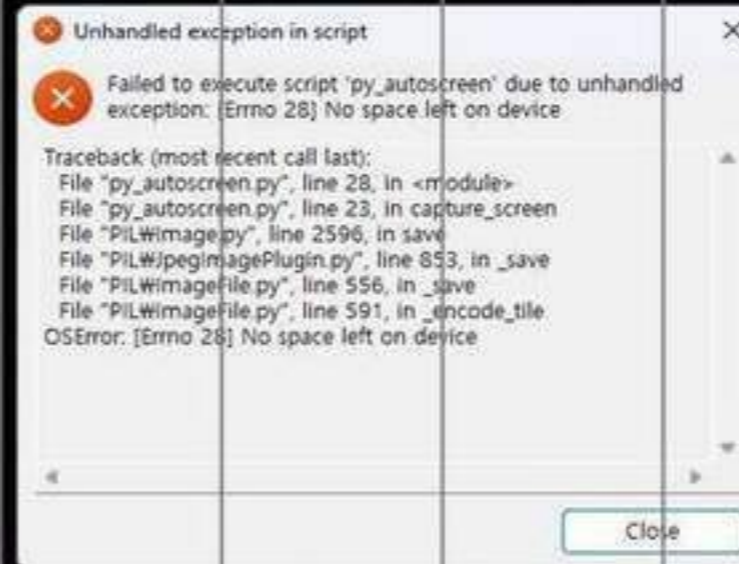 Unhandled exception in script
Failed to execute script 'py_autoscreen' due to unhandled
exception: [Errno 28] No space left on device
Traceback (most recent call last):
File "py_autoscreen.py", line 28, in <module>
File "py_autoscreen.py", line 23, in capture_screen
File "PIL₩Image.py", line 2596, in save
File "PIL₩JpegImagePlugin.py", line 853, in _save
File "PIL₩ImageFile.py", line 556, in _save
File "PIL₩ImageFile.py", line 591, in _encode_tile
OSError: [Errno 28] No space left on device
Close